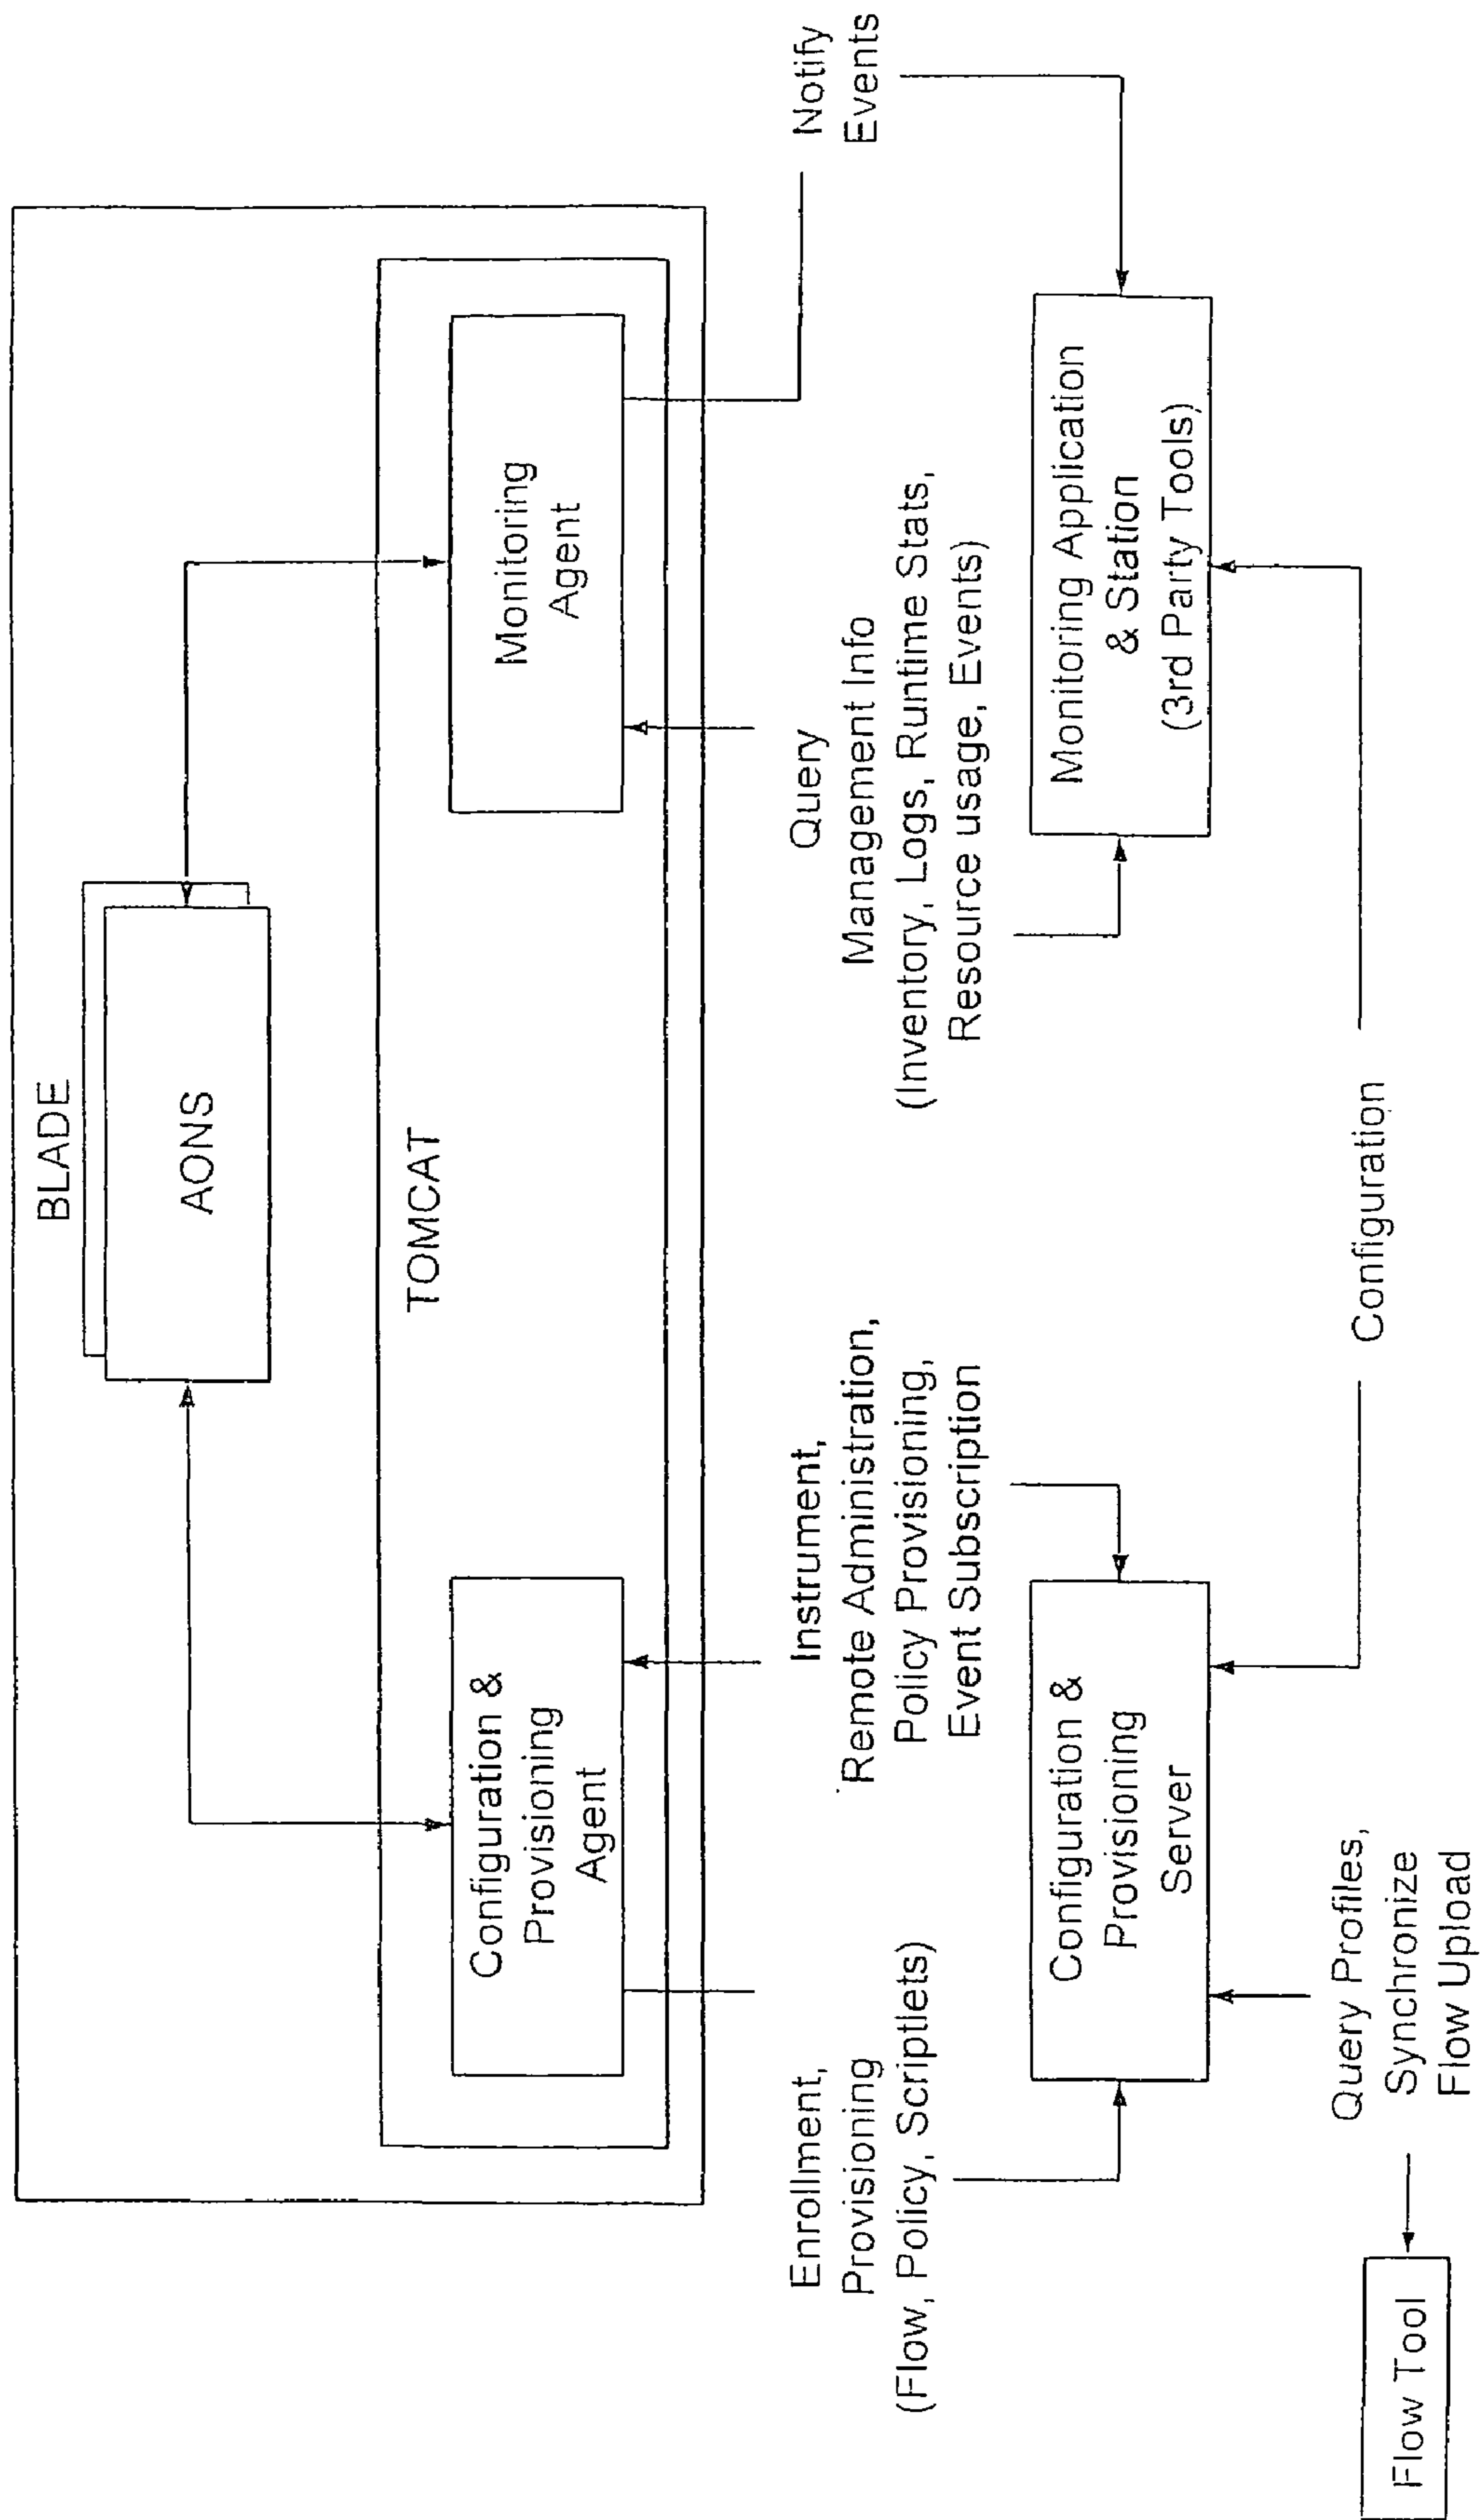 BLADE
AONS
TOMCAT
Configuration &
Provisioning
Agent
Monitoring
Agent
Enrollment,
Provisioning
(Flow, Policy, Scriptlets)
Instrument,
Remote Administration,
Policy Provisioning,
Event Subscription
Query
Management Info
(Inventory, Logs, Runtime Stats,
Resource usage, Events)
Notify
Events
Configuration &
Provisioning
Server
Monitoring Application
& Station
(3rd Party Tools)
Configuration
Query Profiles,
Synchronize
Flow Upload
Flow Tool